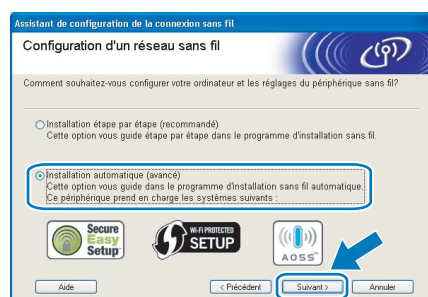 Assistant de configuration de la connexion sans fil
Configuration d'un réseau sans fil
Comment souhaitez-vous configurer votre ordinateur et les réglages du périphérique sans fil?
Installation étape par étape (recommandé)
Cette option vous guide étape par étape dans le programme d'installation sans fil.
Installation automatique (avancé)
Cette option vous guide dans le programme d'installation sans fil automatique.
Ce périphérique prend en charge les systèmes suivants :
Secure
Easy
Setup
WI-FI PROTECTED
SETUP
AOSS™
Aide
< Précédent
Suivant >
Annuler